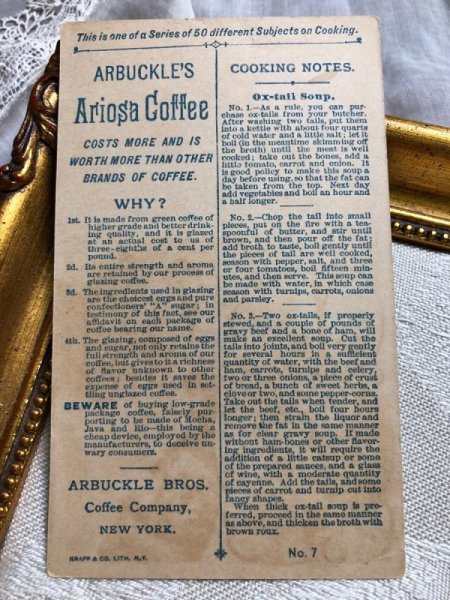 This is one of a Series of 50 different Subjects on Cooking.
ARBUCKLE'S
Ariosa Coffee
COSTS MORE AND IS
WORTH MORE THAN OTHER
BRANDS OF COFFEE.
WHY?
1st. It is made from green coffee of
higher grade and better drink-
ing quality, and it is glazed
at an actual cost to us of
three-eighths of a cent per
pound.
2d. Its entire strength and aroma
are retained by our process of
glazing coffee.
3d. The ingredients used in glazing
are the choicest eggs and pure
confectioners' "A" sugar; in
testimony of this fact, see our
affidavit on each package of
coffee bearing our name.
4th. The glazing, composed of eggs
and sugar, not only retains the
full strength and aroma of our
coffee, but gives to it a richness
of flavor unknown to other
coffees; besides it saves the
expense of eggs used in set-
tling unglazed coffee.
BEWARE of buying low-grade
package coffee, falsely pur-
porting to be made of Mocha,
Java and Rio—this being a
cheap device, employed by the
manufacturers, to deceive un-
wary consumers.
ARBUCKLE BROS.
Coffee Company,
NEW YORK.
KNAPP & CO. LITH. N.Y.
COOKING NOTES.
Ox-tail Soup.
No. 1.—As a rule, you can pur-
chase ox-tails from your butcher.
After washing two tails, put them
into a kettle with about four quarts
of cold water and a little salt; let it
boil (in the meantime skimming off
the broth) until the meat is well
cooked; take out the bones, add a
little tomato, carrot and onion. It
is good policy to make this soup a
day before using, so that the fat can
be taken from the top. Next day
add vegetables and boil an hour and
a half longer.
No. 2.—Chop the tail into small
pieces, put on the fire with a tea-
spoonful of butter, and stir until
brown, and then pour off the fat;
add broth to taste, boil gently until
the pieces of tail are well cooked,
season with pepper, salt, and three
or four tomatoes, boil fifteen minu-
tes, and then serve. This soup can
be made with water, in which case
season with turnips, carrots, onions
and parsley.
No. 3.—Two ox-tails, if properly
stewed, and a couple of pounds of
gravy beef and a bone of ham, will
make an excellent soup. Cut the
tails into joints, and boil very gently
for several hours in a sufficient
quantity of water, with the beef and
ham, carrots, turnips and celery,
two or three onions, a piece of crust
of bread, a bunch of sweet herbs, a
clove or two, and some pepper-corns.
Take out the tails when tender, and
let the beef, etc., boil four hours
longer; then strain the liquor and
remove the fat in the same manner
as for clear gravy soup. If made
without ham-bones or other flavor-
ing ingredients, it will require the
addition of a little catsup or some
of the prepared sauces, and a glass
of wine, with a moderate quantity
of cayenne. Add the tails, and some
pieces of carrot and turnip cut into
fancy shapes.
When thick ox-tail soup is pre-
ferred, proceed in the same manner
as above, and thicken the broth with
brown roux.
No. 7